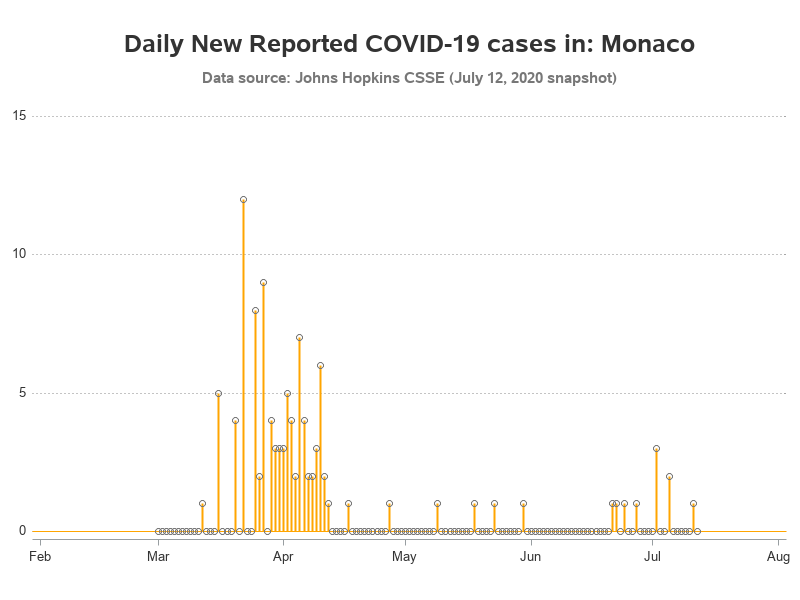 Daily New Reported COVID-19 cases in: Monaco
Data source: Johns Hopkins CSSE (July 12, 2020 snapshot)
15
10
5
0
Feb Mar Apr May Jun Jul Aug